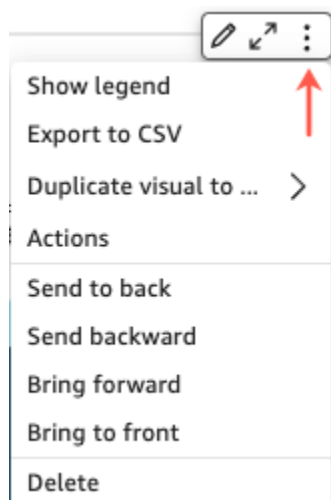 Show legend
Export to CSV
Duplicate visual to ...
Actions
Send to back
Send backward
Bring forward
Bring to front
Delete